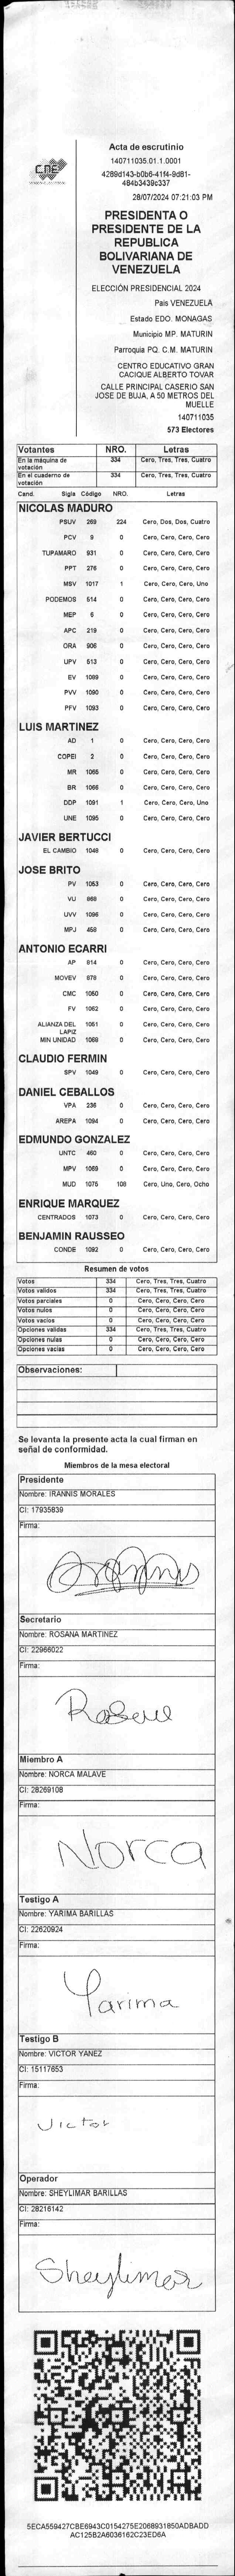 CNE
Acta de escrutinio
140711035.01.1.0001
4289d143-b0b6-41f4-9d81-
484b3439c337
28/07/2024 07:21:03 PM
PRESIDENTA O
PRESIDENTE DE LA
REPUBLICA
BOLIVARIANA DE
VENEZUELA
ELECCIÓN PRESIDENCIAL 2024
Pais VENEZUELA
Estado EDO. MONAGAS
Municipio MP. MATURIN
Parroquia PQ. C.M. MATURIN
CENTRO EDUCATIVO GRAN
CACIQUE ALBERTO TOVAR
CALLE PRINCIPAL CASERIO SAN
JOSE DE BUJA, A 50 METROS DEL
MUELLE
140711035
573 Electores
Votantes NRO. Letras
En la máquina de votación 334 Cero, Tres, Tres, Cuatro
En el cuaderno de votación 334 Cero, Tres, Tres, Cuatro
Cand. Sigla Código NRO. Letras
NICOLAS MADURO
PSUV 269 224 Cero, Dos, Dos, Cuatro
PCV 9 0 Cero, Cero, Cero, Cero
TUPAMARO 931 0 Cero, Cero, Cero, Cero
PPT 276 0 Cero, Cero, Cero, Cero
MSV 1017 1 Cero, Cero, Cero, Uno
PODEMOS 514 0 Cero, Cero, Cero, Cero
MEP 6 0 Cero, Cero, Cero, Cero
APC 219 0 Cero, Cero, Cero, Cero
ORA 906 0 Cero, Cero, Cero, Cero
UPV 513 0 Cero, Cero, Cero, Cero
EV 1089 0 Cero, Cero, Cero, Cero
PVV 1090 0 Cero, Cero, Cero, Cero
PFV 1093 0 Cero, Cero, Cero, Cero
LUIS MARTINEZ
AD 1 0 Cero, Cero, Cero, Cero
COPEI 2 0 Cero, Cero, Cero, Cero
MR 1065 0 Cero, Cero, Cero, Cero
BR 1066 0 Cero, Cero, Cero, Cero
DDP 1091 1 Cero, Cero, Cero, Uno
UNE 1095 0 Cero, Cero, Cero, Cero
JAVIER BERTUCCI
EL CAMBIO 1048 0 Cero, Cero, Cero, Cero
JOSE BRITO
PV 1053 0 Cero, Cero, Cero, Cero
VU 868 0 Cero, Cero, Cero, Cero
UVV 1096 0 Cero, Cero, Cero, Cero
MPJ 458 0 Cero, Cero, Cero, Cero
ANTONIO ECARRI
AP 814 0 Cero, Cero, Cero, Cero
MOVEV 878 0 Cero, Cero, Cero, Cero
CMC 1050 0 Cero, Cero, Cero, Cero
FV 1062 0 Cero, Cero, Cero, Cero
ALIANZA DEL LAPIZ 1051 0 Cero, Cero, Cero, Cero
MIN UNIDAD 1068 0 Cero, Cero, Cero, Cero
CLAUDIO FERMIN
SPV 1049 0 Cero, Cero, Cero, Cero
DANIEL CEBALLOS
VPA 236 0 Cero, Cero, Cero, Cero
AREPA 1094 0 Cero, Cero, Cero, Cero
EDMUNDO GONZALEZ
UNTC 460 0 Cero, Cero, Cero, Cero
MPV 1069 0 Cero, Cero, Cero, Cero
MUD 1075 108 Cero, Uno, Cero, Ocho
ENRIQUE MARQUEZ
CENTRADOS 1073 0 Cero, Cero, Cero, Cero
BENJAMIN RAUSSEO
CONDE 1092 0 Cero, Cero, Cero, Cero
Resumen de votos
Votos 334 Cero, Tres, Tres, Cuatro
Votos validos 334 Cero, Tres, Tres, Cuatro
Votos parciales 0 Cero, Cero, Cero, Cero
Votos nulos 0 Cero, Cero, Cero, Cero
Votos vacios 0 Cero, Cero, Cero, Cero
Opciones validas 334 Cero, Tres, Tres, Cuatro
Opciones nulas 0 Cero, Cero, Cero, Cero
Opciones vacias 0 Cero, Cero, Cero, Cero
Observaciones:
Se levanta la presente acta la cual firman en
señal de conformidad.
Miembros de la mesa electoral
Presidente
Nombre: IRANNIS MORALES
CI: 17935839
Firma:
Secretario
Nombre: ROSANA MARTINEZ
CI: 22966022
Firma:
Miembro A
Nombre: NORCA MALAVE
CI: 28269108
Firma:
Norca
Testigo A
Nombre: YARIMA BARILLAS
CI: 22620924
Firma:
Yarima
Testigo B
Nombre: VICTOR YANEZ
CI: 15117653
Firma:
Victor
Operador
Nombre: SHEYLIMAR BARILLAS
CI: 28216142
Firma:
Sheylimar
5ECA559427CBE6943C0154275E2068931850ADBADD
AC125B2A6036162C23ED6A